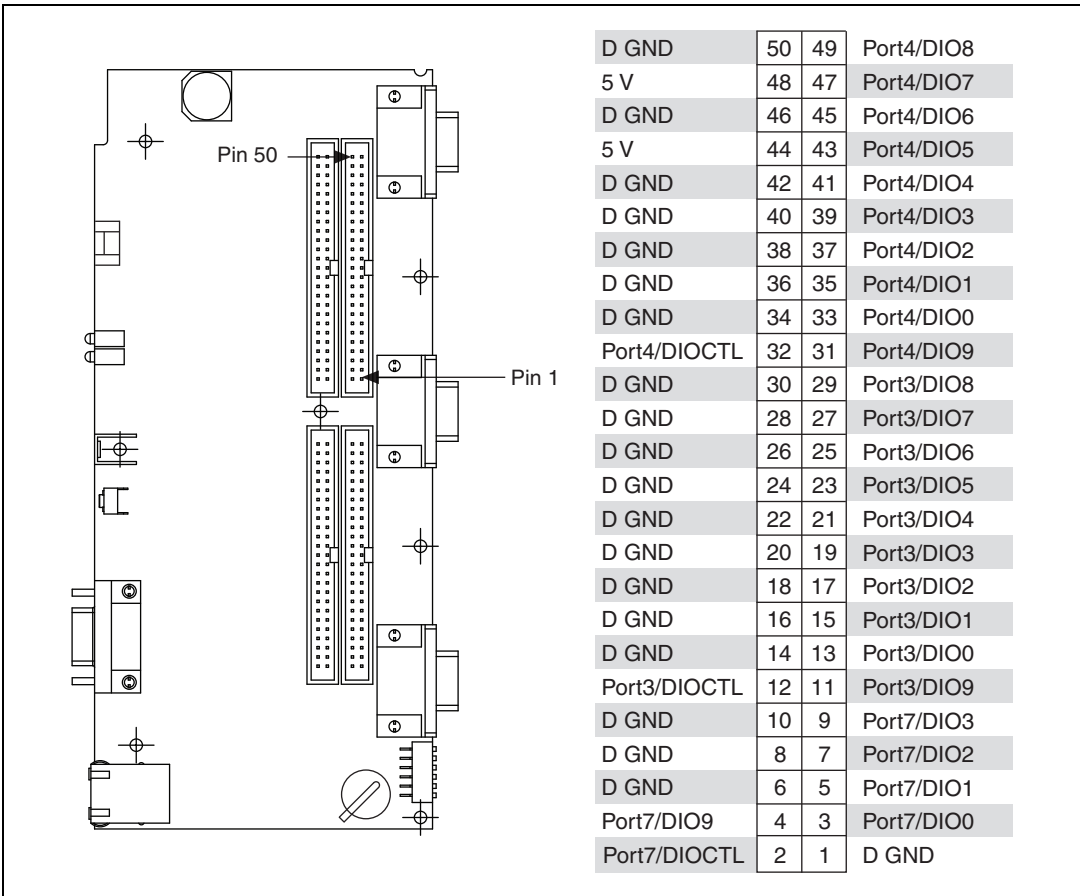 Pin 50
Pin 1
D GND 50 49 Port4/DIO8
5 V 48 47 Port4/DIO7
D GND 46 45 Port4/DIO6
5 V 44 43 Port4/DIO5
D GND 42 41 Port4/DIO4
D GND 40 39 Port4/DIO3
D GND 38 37 Port4/DIO2
D GND 36 35 Port4/DIO1
D GND 34 33 Port4/DIO0
Port4/DIOCTL 32 31 Port4/DIO9
D GND 30 29 Port3/DIO8
D GND 28 27 Port3/DIO7
D GND 26 25 Port3/DIO6
D GND 24 23 Port3/DIO5
D GND 22 21 Port3/DIO4
D GND 20 19 Port3/DIO3
D GND 18 17 Port3/DIO2
D GND 16 15 Port3/DIO1
D GND 14 13 Port3/DIO0
Port3/DIOCTL 12 11 Port3/DIO9
D GND 10 9 Port7/DIO3
D GND 8 7 Port7/DIO2
D GND 6 5 Port7/DIO1
Port7/DIO9 4 3 Port7/DIO0
Port7/DIOCTL 2 1 D GND